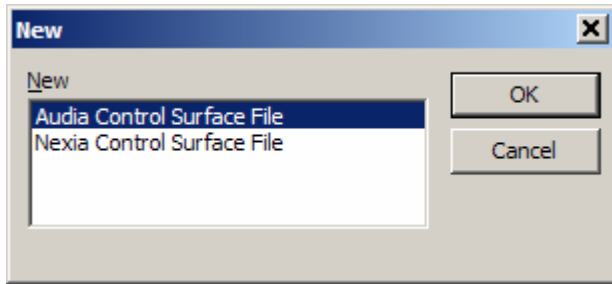 New
New
OK
Audia Control Surface File
Nexia Control Surface File
Cancel